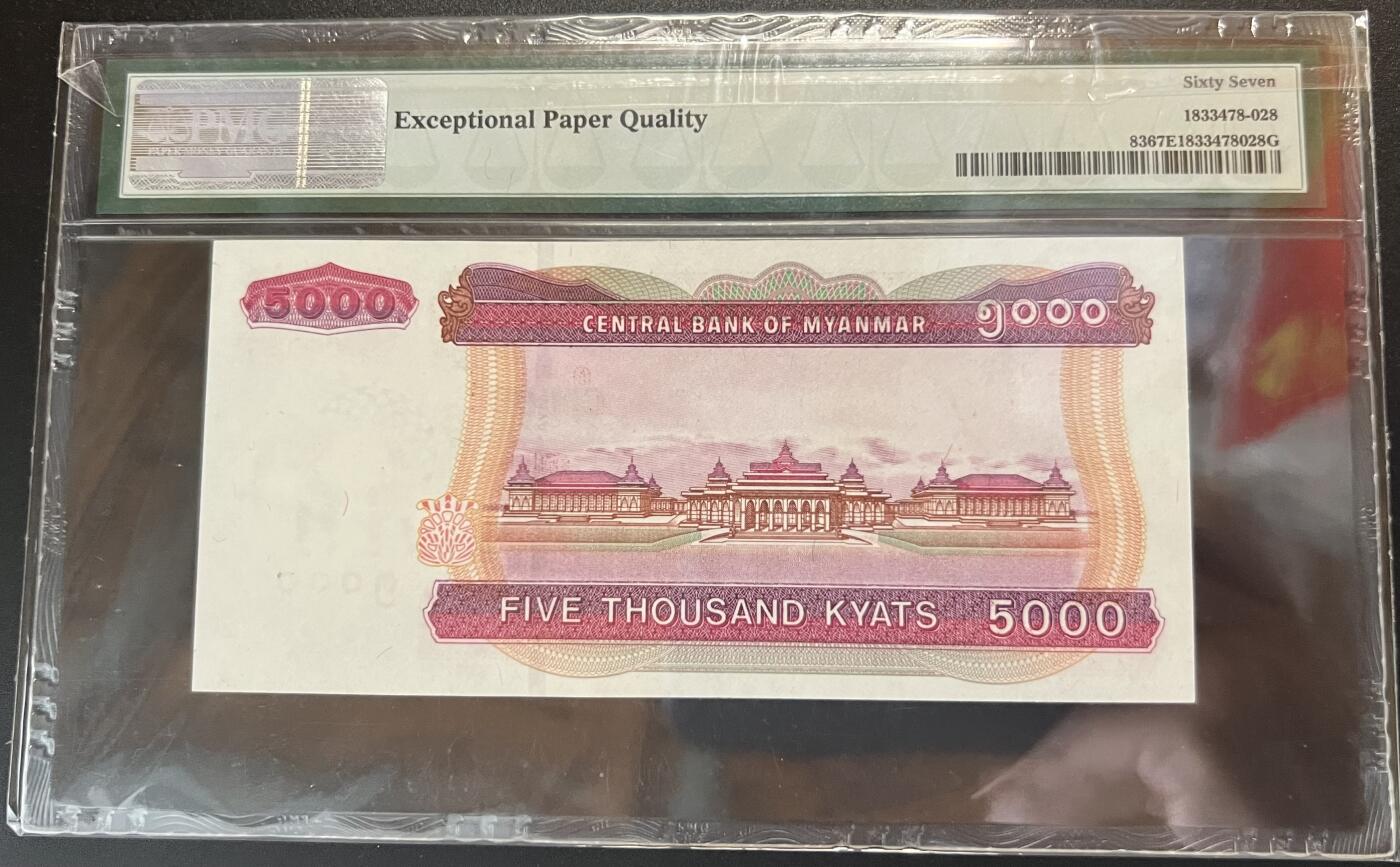 Sixty Seven
PMG
Exceptional Paper Quality
1833478-028
8367E1833478028G
5000
CENTRAL BANK OF MYANMAR ၅၀၀၀
FIVE THOUSAND KYATS 5000